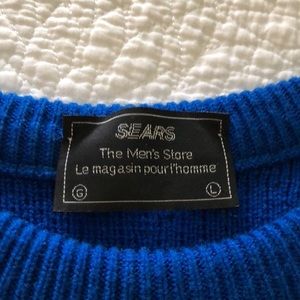 SEARS
The Men's Store
Le magasin pour l'homme
G L